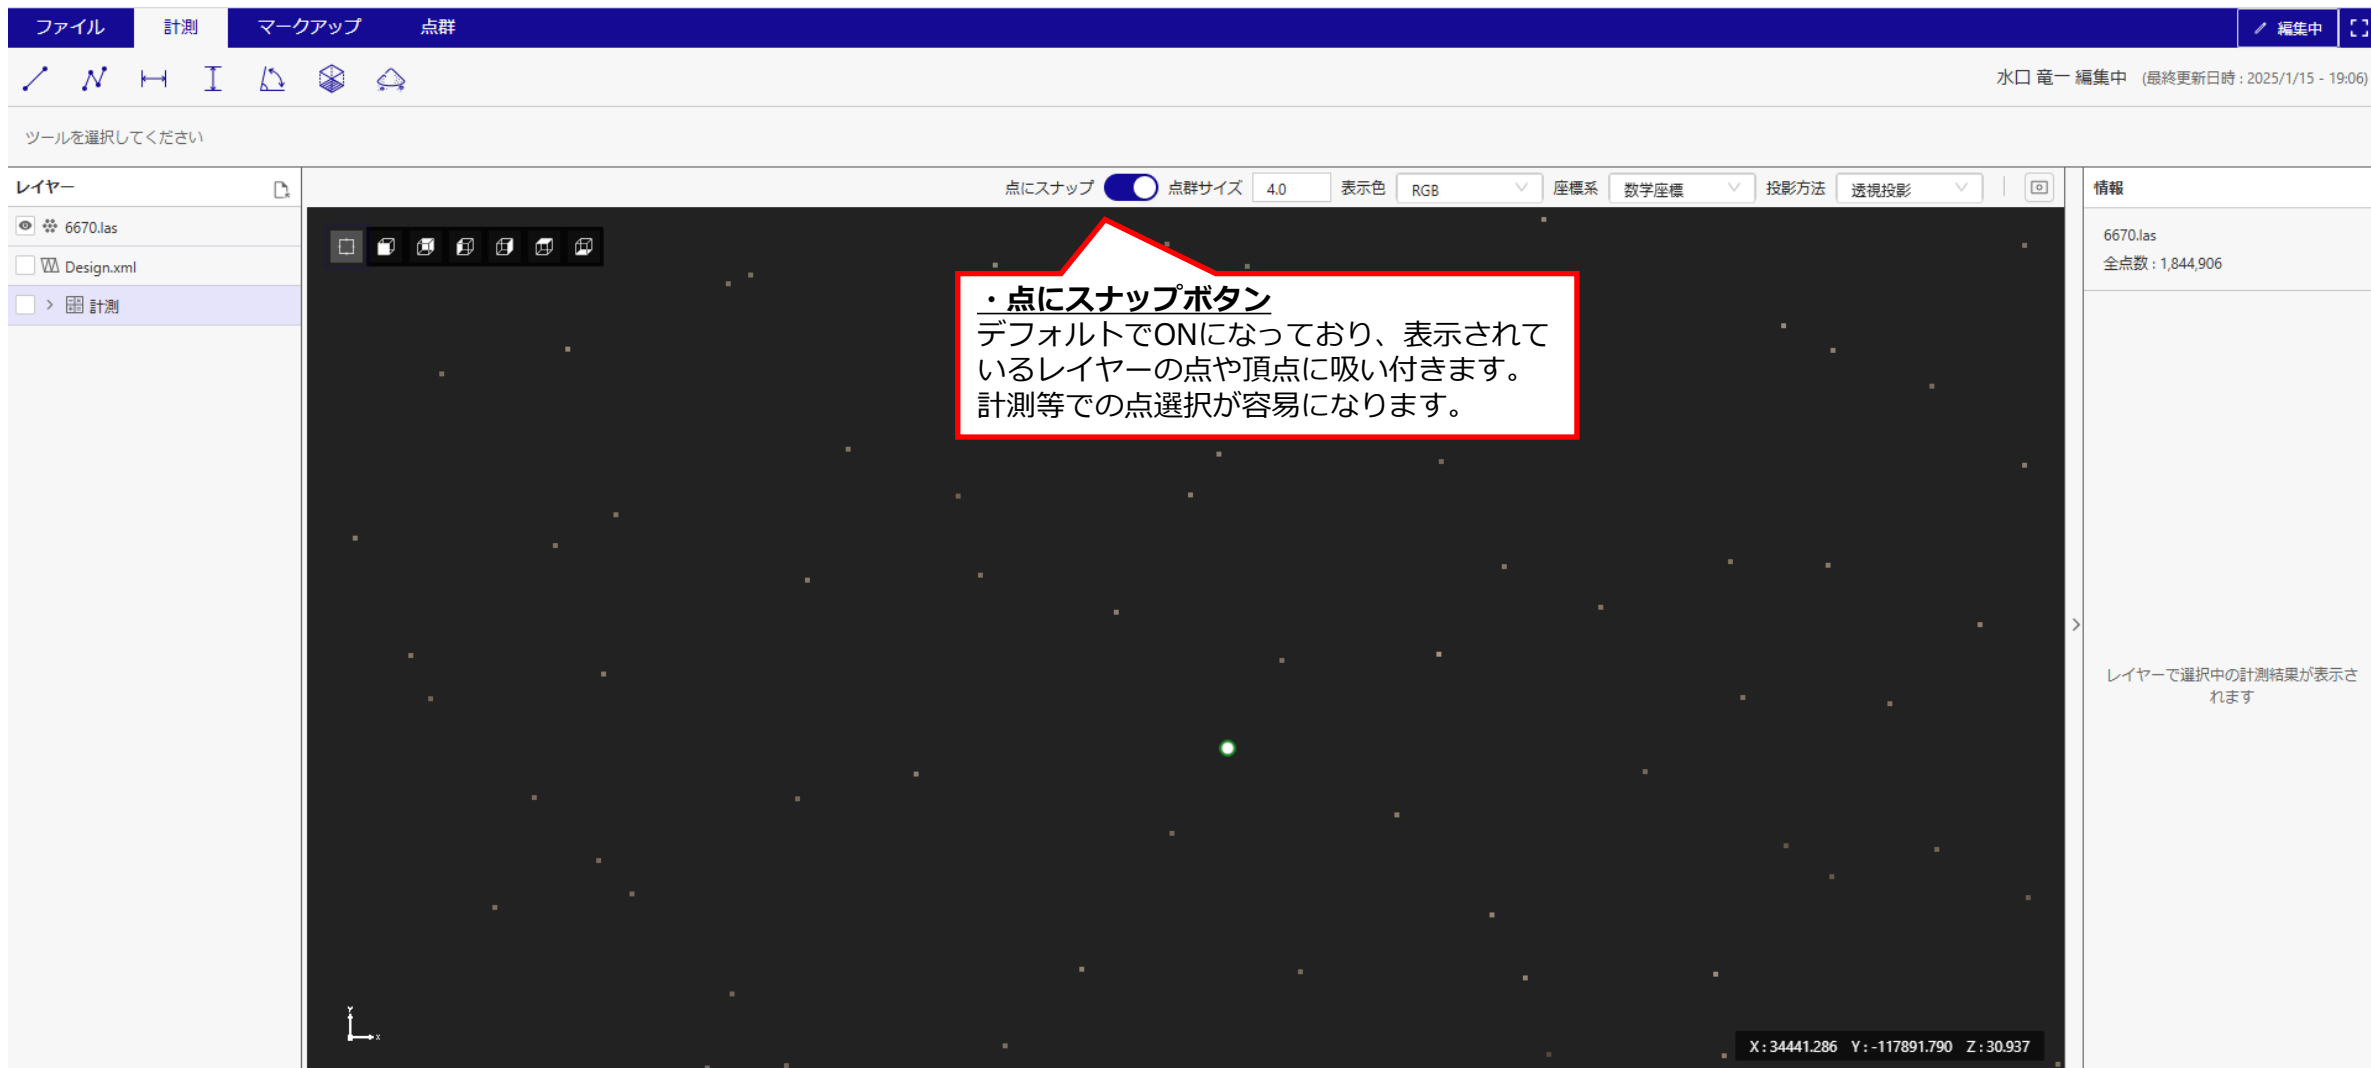 ファイル 計測 マークアップ 点群 編集中
水口 竜一 編集中 (最終更新日時 : 2025/1/15 - 19:06)
ツールを選択してください
レイヤー
点にスナップ 点群サイズ 4.0 表示色 RGB 座標系 数学座標 投影方法 透視投影
情報
6670.las
Design.xml
計測
・点にスナップボタン
デフォルトでONになっており、表示されて
いるレイヤーの点や頂点に吸い付きます。
計測等での点選択が容易になります。
6670.las
全点数 : 1,844,906
レイヤーで選択中の計測結果が表示さ
れます
Y
X
X : 34441.286 Y : -117891.790 Z : 30.937